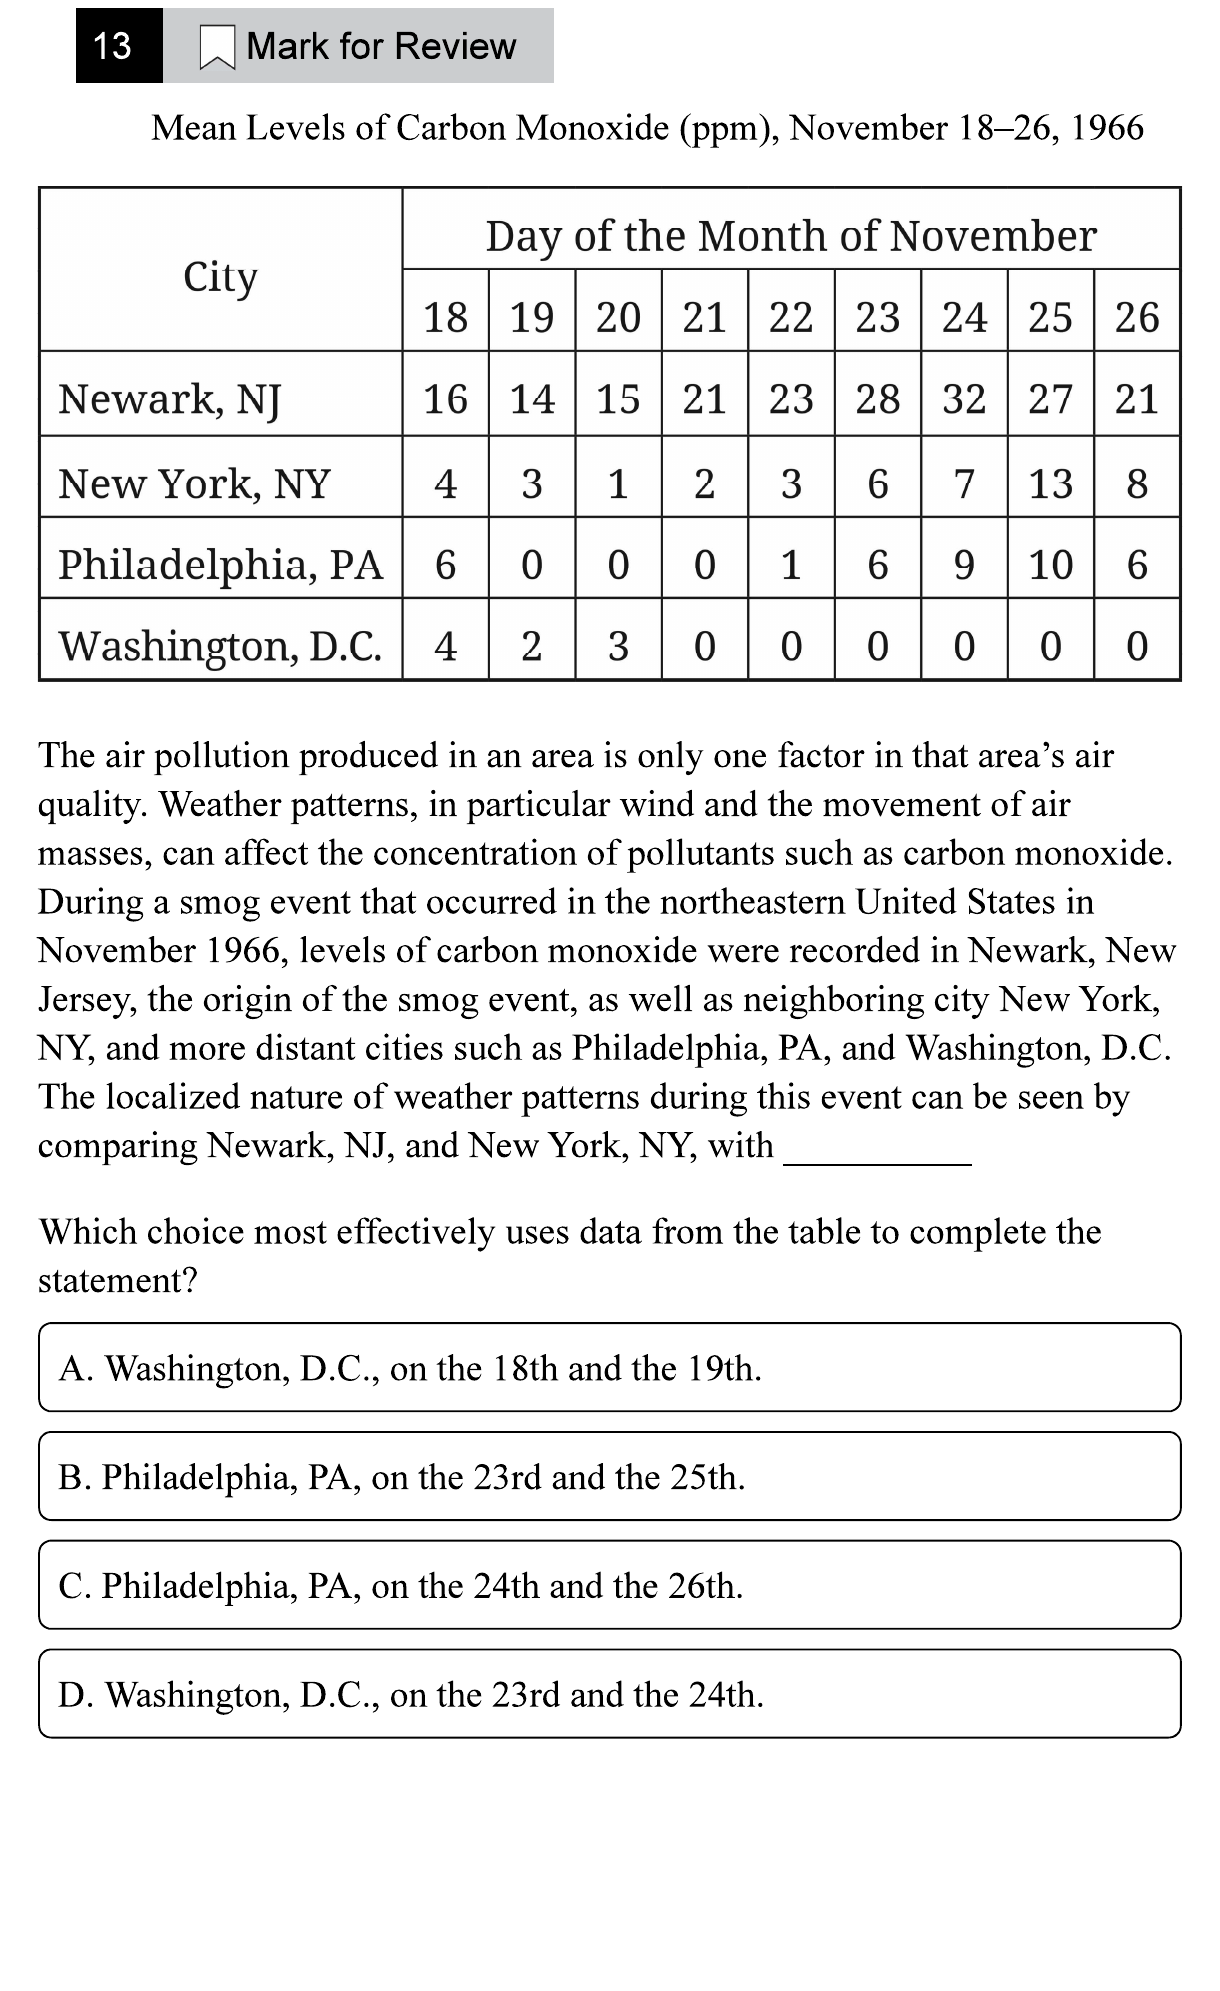 13 Mark for Review
Mean Levels of Carbon Monoxide (ppm), November 18–26, 1966
City
Day of the Month of November
18 19 20 21 22 23 24 25 26
Newark, NJ 16 14 15 21 23 28 32 27 21
New York, NY 4 3 1 2 3 6 7 13 8
Philadelphia, PA 6 0 0 0 1 6 9 10 6
Washington, D.C. 4 2 3 0 0 0 0 0 0
The air pollution produced in an area is only one factor in that area’s air
quality. Weather patterns, in particular wind and the movement of air
masses, can affect the concentration of pollutants such as carbon monoxide.
During a smog event that occurred in the northeastern United States in
November 1966, levels of carbon monoxide were recorded in Newark, New
Jersey, the origin of the smog event, as well as neighboring city New York,
NY, and more distant cities such as Philadelphia, PA, and Washington, D.C.
The localized nature of weather patterns during this event can be seen by
comparing Newark, NJ, and New York, NY, with __________
Which choice most effectively uses data from the table to complete the
statement?
A. Washington, D.C., on the 18th and the 19th.
B. Philadelphia, PA, on the 23rd and the 25th.
C. Philadelphia, PA, on the 24th and the 26th.
D. Washington, D.C., on the 23rd and the 24th.